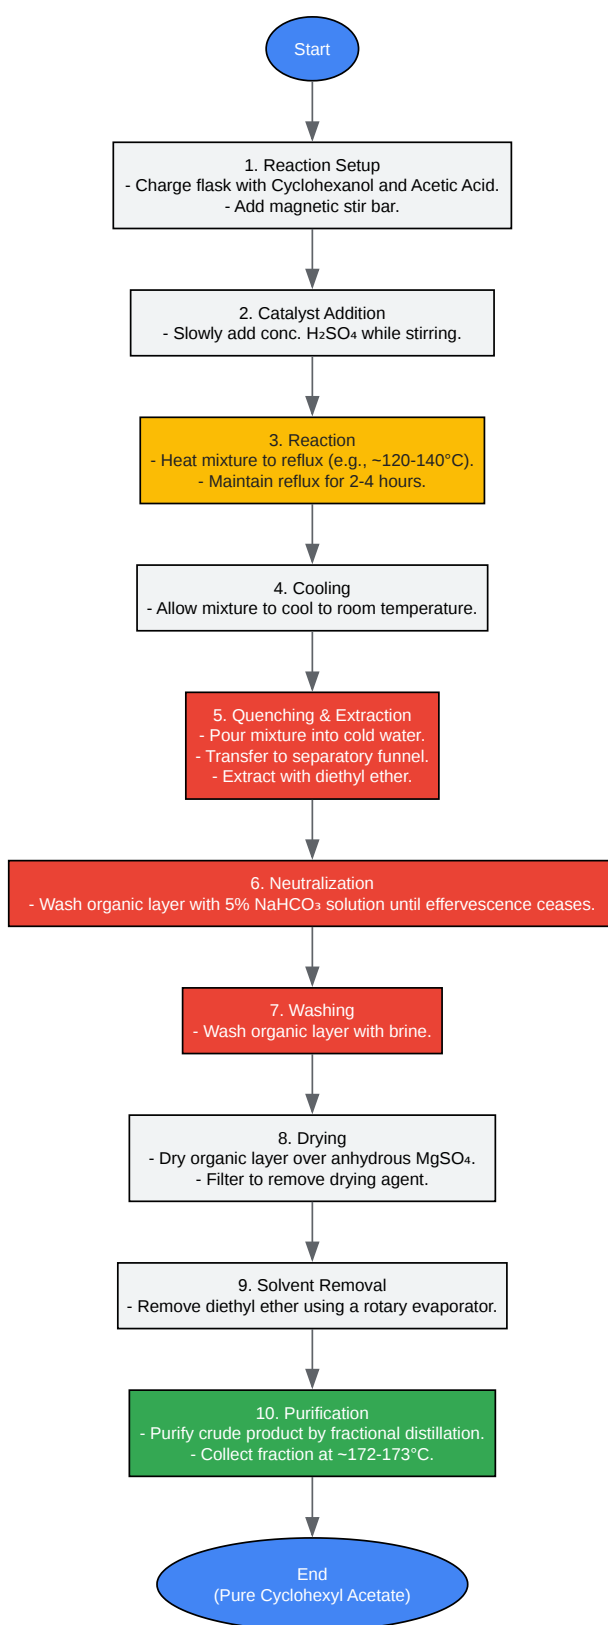 Start
1. Reaction Setup
- Charge flask with Cyclohexanol and Acetic Acid.
- Add magnetic stir bar.
2. Catalyst Addition
- Slowly add conc. H₂SO₄ while stirring.
3. Reaction
- Heat mixture to reflux (e.g., ~120-140°C).
- Maintain reflux for 2-4 hours.
4. Cooling
- Allow mixture to cool to room temperature.
5. Quenching & Extraction
- Pour mixture into cold water.
- Transfer to separatory funnel.
- Extract with diethyl ether.
6. Neutralization
- Wash organic layer with 5% NaHCO₃ solution until effervescence ceases.
7. Washing
- Wash organic layer with brine.
8. Drying
- Dry organic layer over anhydrous MgSO₄.
- Filter to remove drying agent.
9. Solvent Removal
- Remove diethyl ether using a rotary evaporator.
10. Purification
- Purify crude product by fractional distillation.
- Collect fraction at ~172-173°C.
End
(Pure Cyclohexyl Acetate)